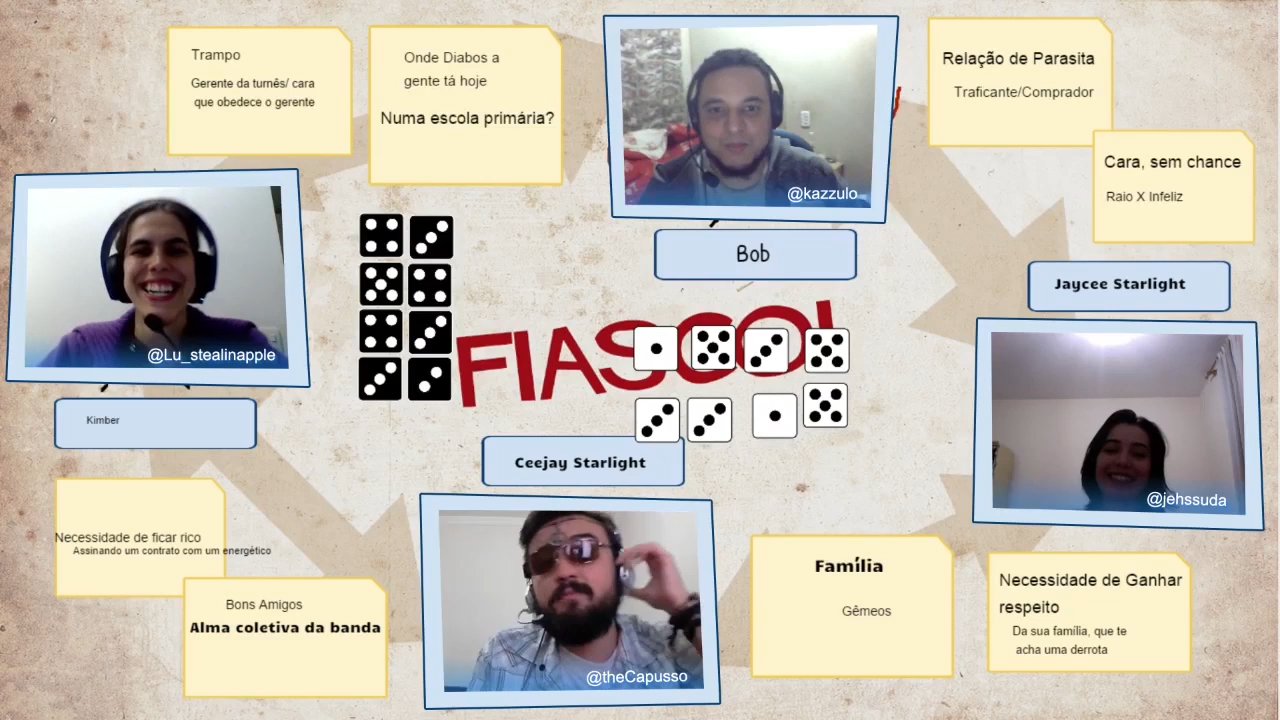 Trampo
Gerente da turnês/ cara
que obedece o gerente
Onde Diabos a
gente tá hoje
Numa escola primária?
@kazzulo
Bob
Relação de Parasita
Traficante/Comprador
Cara, sem chance
Raio X Infeliz
Jaycee Starlight
@jehssuda
@Lu_stealinapple
Kimber
FIASCO!
Ceejay Starlight
@theCapusso
Necessidade de ficar rico
Assinando um contrato com um energético
Bons Amigos
Alma coletiva da banda
Família
Gêmeos
Necessidade de Ganhar
respeito
Da sua família, que te
acha uma derrota